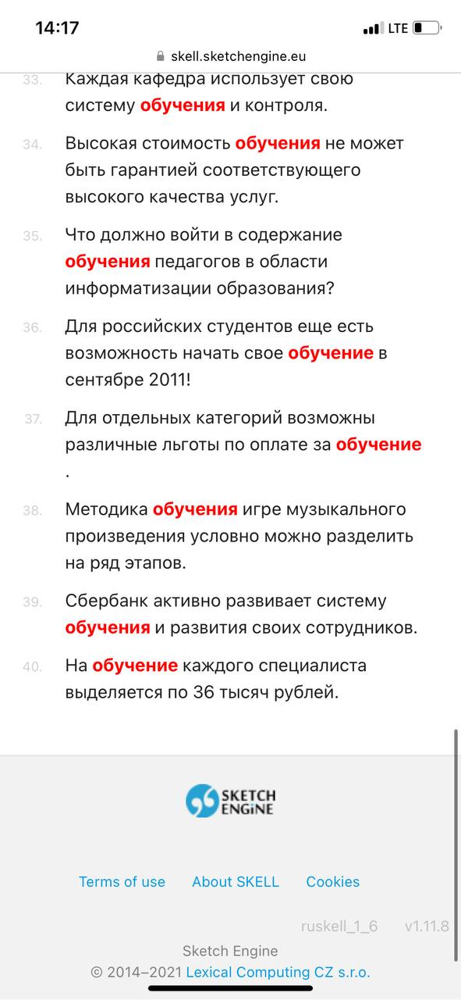 14:17
LTE
skell.sketchengine.eu
33. Каждая кафедра использует свою
систему обучения и контроля.
34. Высокая стоимость обучения не может
быть гарантией соответствующего
высокого качества услуг.
35. Что должно войти в содержание
обучения педагогов в области
информатизации образования?
36. Для российских студентов еще есть
возможность начать свое обучение в
сентябре 2011!
37. Для отдельных категорий возможны
различные льготы по оплате за обучение
.
38. Методика обучения игре музыкального
произведения условно можно разделить
на ряд этапов.
39. Сбербанк активно развивает систему
обучения и развития своих сотрудников.
40. На обучение каждого специалиста
выделяется по 36 тысяч рублей.
SKETCH
ENGINE
Terms of use About SKELL Cookies
ruskell_1_6 v1.11.8
Sketch Engine
© 2014–2021 Lexical Computing CZ s.r.o.